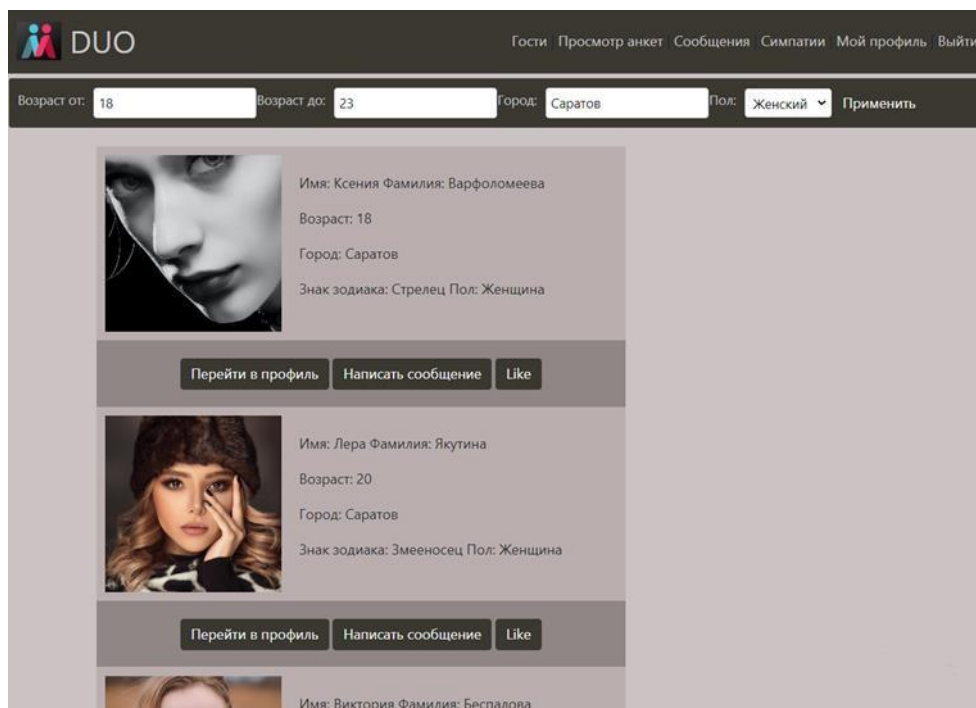 DUO
Гости Просмотр анкет Сообщения Симпатии Мой профиль Выйти
Возраст от: 18 Возраст до: 23 Город: Саратов Пол: Женский Применить
Имя: Ксения Фамилия: Варфоломеева
Возраст: 18
Город: Саратов
Знак зодиака: Стрелец Пол: Женщина
Перейти в профиль Написать сообщение Like
Имя: Лера Фамилия: Якутина
Возраст: 20
Город: Саратов
Знак зодиака: Змееносец Пол: Женщина
Перейти в профиль Написать сообщение Like
Имя: Виктория Фамилия: Беспалова